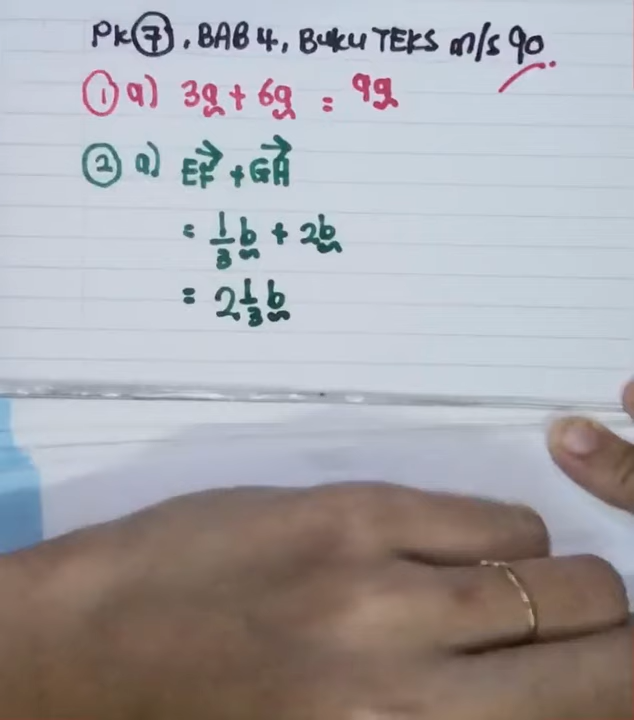 PK 7, BAB 4, BUKU TEKS m/s 90
1 a) 3a + 6a = 9a
2 a) EF + GH
= 1/3 b + 2b
= 2 1/3 b